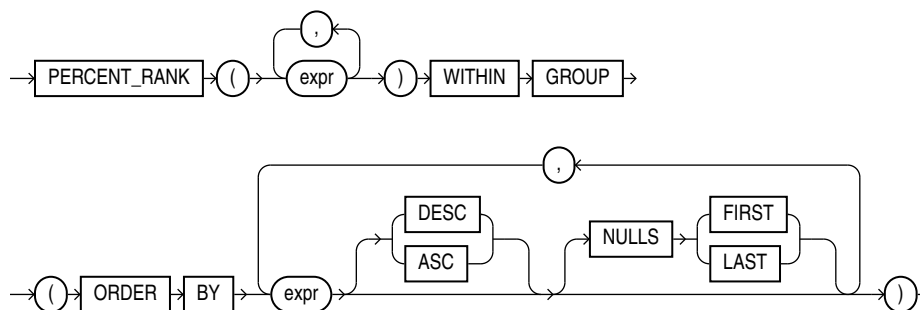 ,
PERCENT_RANK ( expr ) WITHIN GROUP
,
DESC FIRST
NULLS
ASC LAST
( ORDER BY expr )